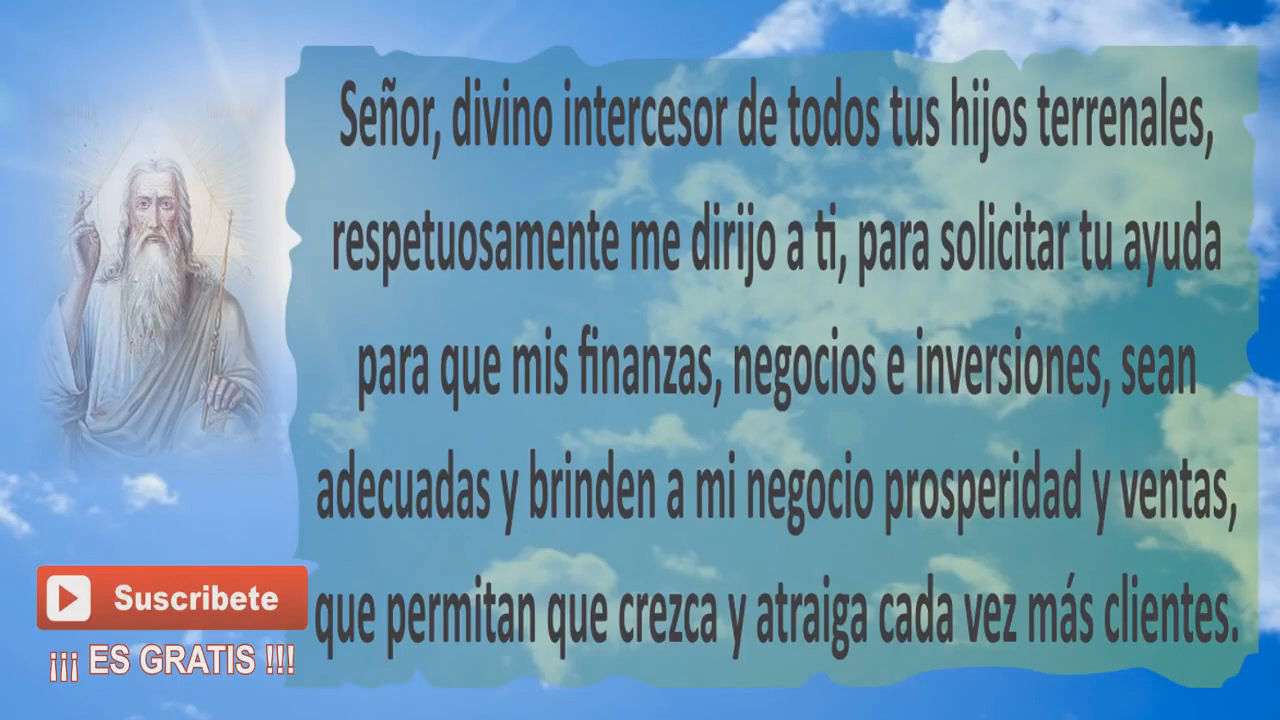 Señor, divino intercesor de todos tus hijos terrenales,
respetuosamente me dirijo a ti, para solicitar tu ayuda
para que mis finanzas, negocios e inversiones, sean
adecuadas y brinden a mi negocio prosperidad y ventas,
que permitan que crezca y atraiga cada vez más clientes.
Suscribete
¡¡¡ ES GRATIS !!!